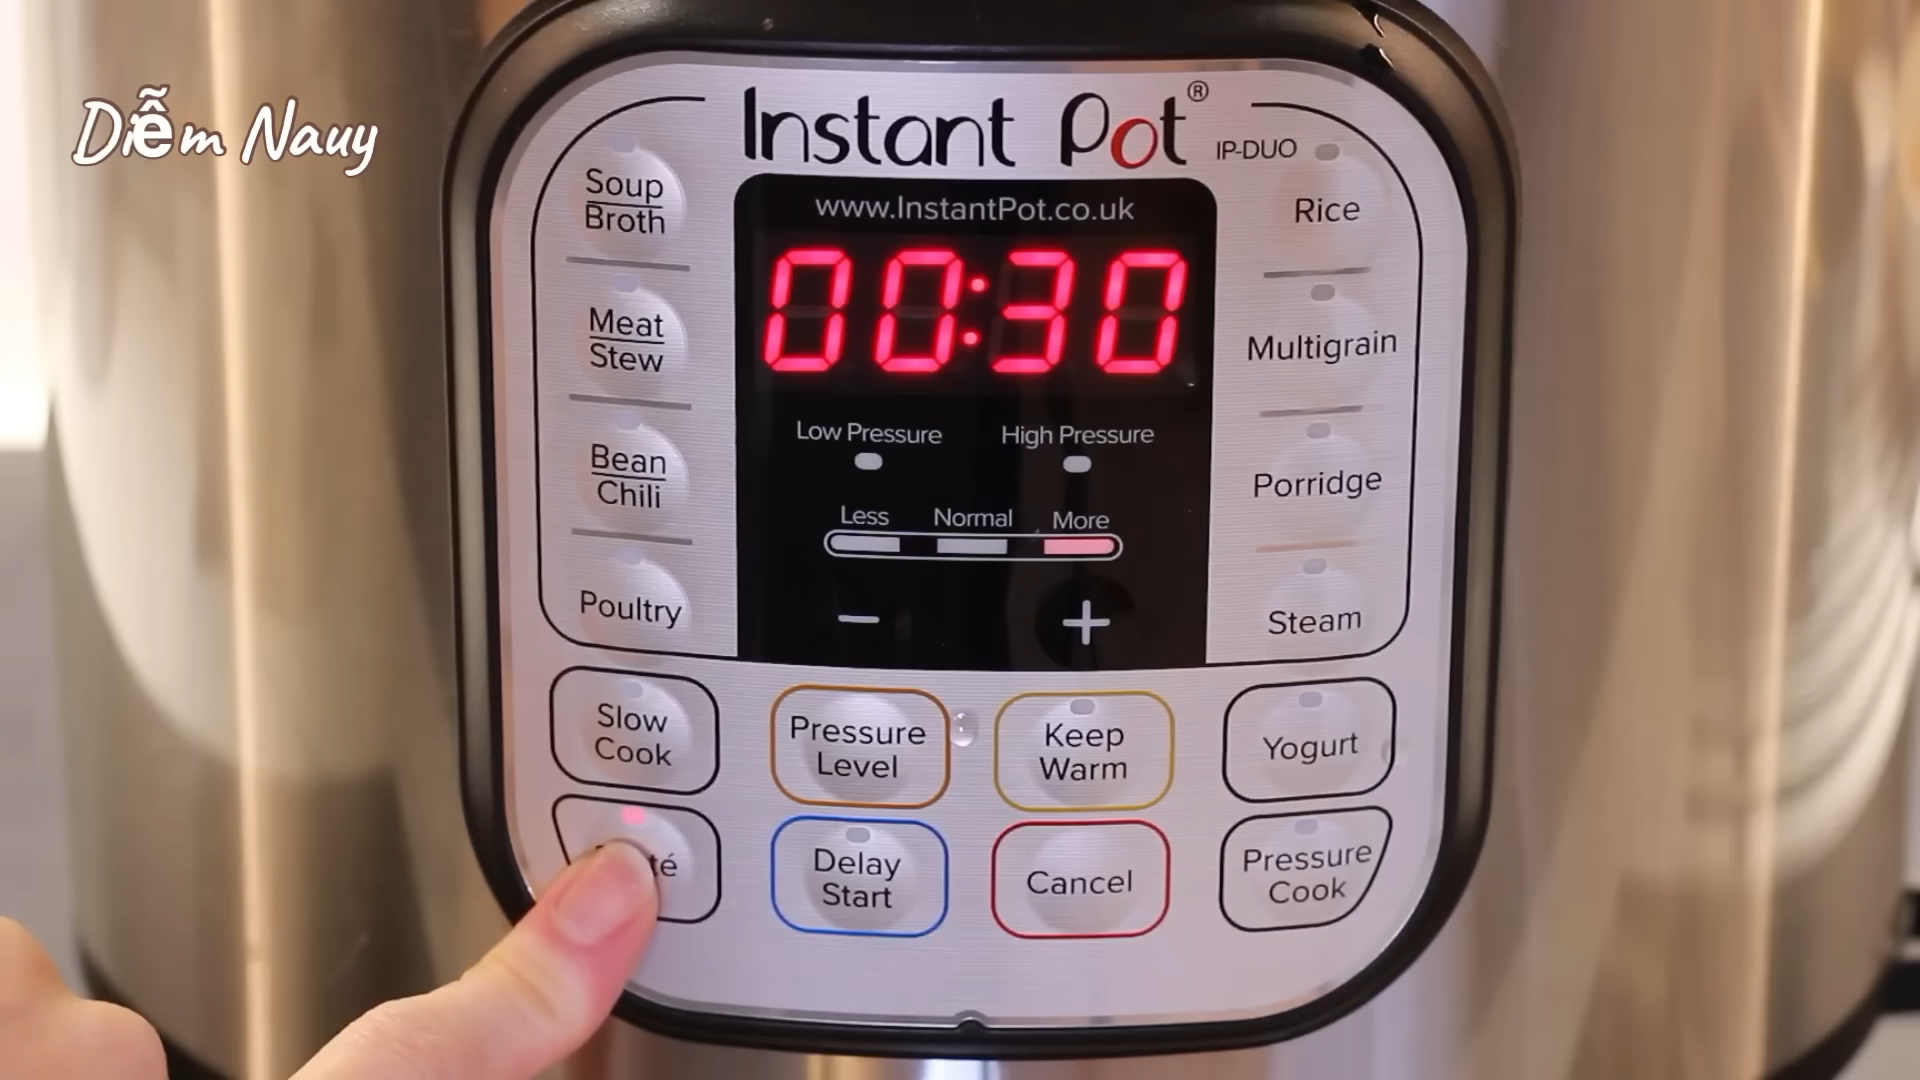 Diễm Nauy
Instant Pot®
IP-DUO
www.InstantPot.co.uk
00:30
Low Pressure
High Pressure
Less
Normal
More
Soup
Broth
Meat
Stew
Bean
Chili
Poultry
Rice
Multigrain
Porridge
Steam
Slow
Cook
Pressure
Level
Keep
Warm
Yogurt
té
Delay
Start
Cancel
Pressure
Cook